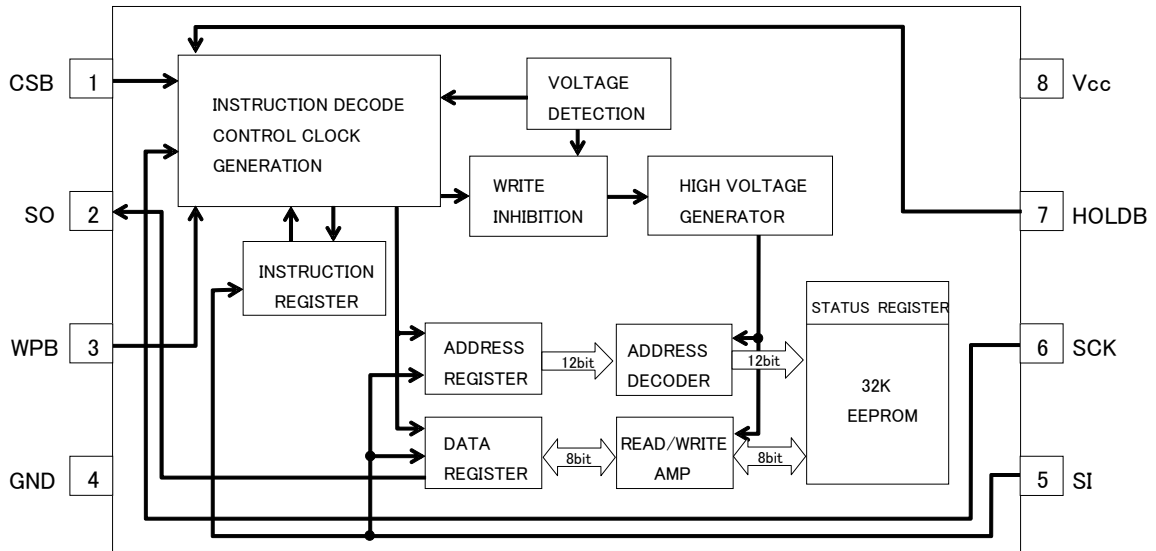 CSB
1
INSTRUCTION DECODE
CONTROL CLOCK
GENERATION
VOLTAGE
DETECTION
8
Vcc
SO
2
WRITE
INHIBITION
HIGH VOLTAGE
GENERATOR
7
HOLDB
INSTRUCTION
REGISTER
STATUS REGISTER
WPB
3
ADDRESS
REGISTER
12bit
ADDRESS
DECODER
12bit
32K
EEPROM
6
SCK
GND
4
DATA
REGISTER
8bit
READ/WRITE
AMP
8bit
5
SI